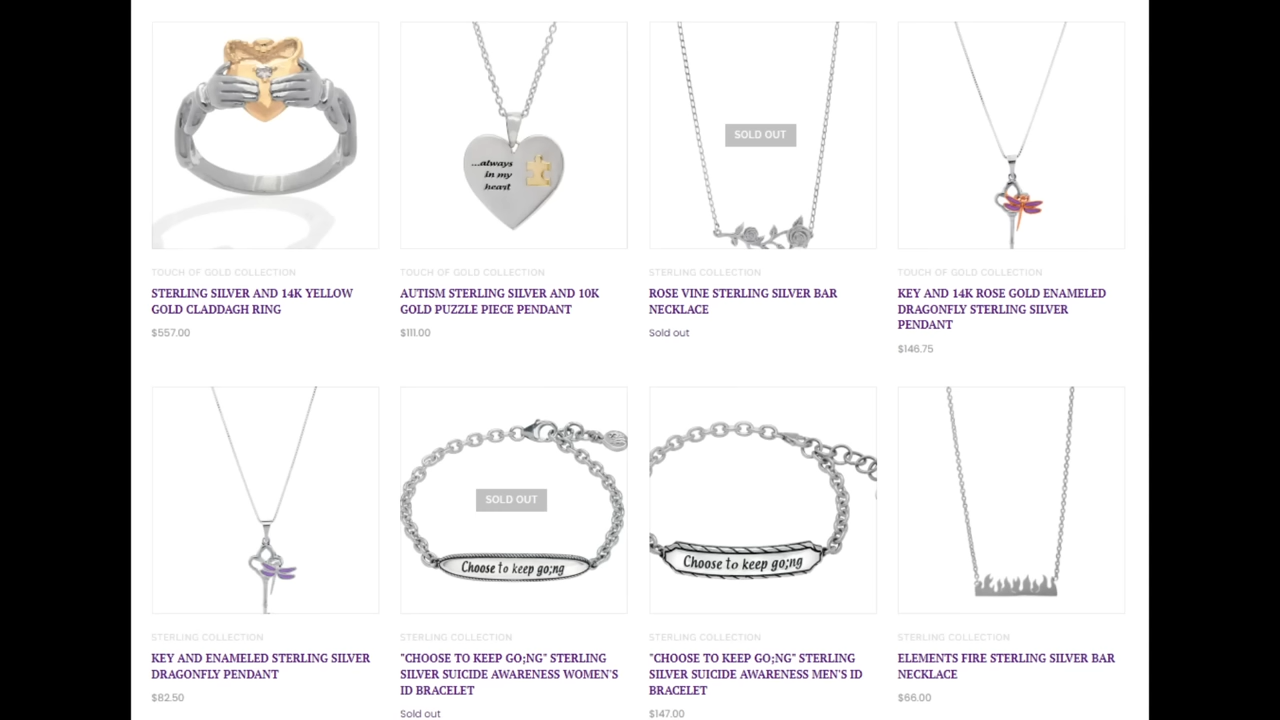 ...always
in my
heart
SOLD OUT
TOUCH OF GOLD COLLECTION
STERLING SILVER AND 14K YELLOW
GOLD CLADDAGH RING
$557.00
TOUCH OF GOLD COLLECTION
AUTISM STERLING SILVER AND 10K
GOLD PUZZLE PIECE PENDANT
$111.00
STERLING COLLECTION
ROSE VINE STERLING SILVER BAR
NECKLACE
Sold out
TOUCH OF GOLD COLLECTION
KEY AND 14K ROSE GOLD ENAMELED
DRAGONFLY STERLING SILVER
PENDANT
$146.75
SOLD OUT
Choose to keep go;ng
Choose to keep go;ng
STERLING COLLECTION
KEY AND ENAMELED STERLING SILVER
DRAGONFLY PENDANT
$82.50
STERLING COLLECTION
"CHOOSE TO KEEP GO;NG" STERLING
SILVER SUICIDE AWARENESS WOMEN'S
ID BRACELET
Sold out
STERLING COLLECTION
"CHOOSE TO KEEP GO;NG" STERLING
SILVER SUICIDE AWARENESS MEN'S ID
BRACELET
$147.00
STERLING COLLECTION
ELEMENTS FIRE STERLING SILVER BAR
NECKLACE
$66.00